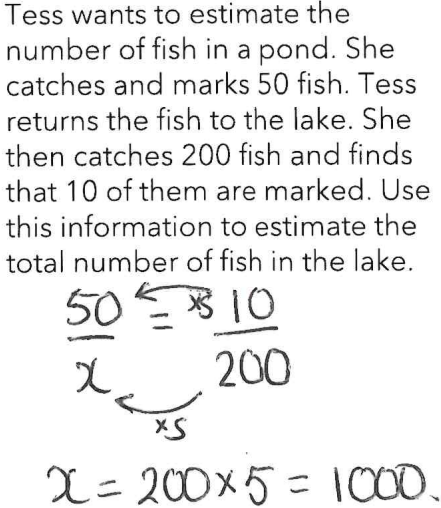 Tess wants to estimate the
number of fish in a pond. She
catches and marks 50 fish. Tess
returns the fish to the lake. She
then catches 200 fish and finds
that 10 of them are marked. Use
this information to estimate the
total number of fish in the lake.
50 = x5 10
x 200
x5
x = 200 x 5 = 1000.